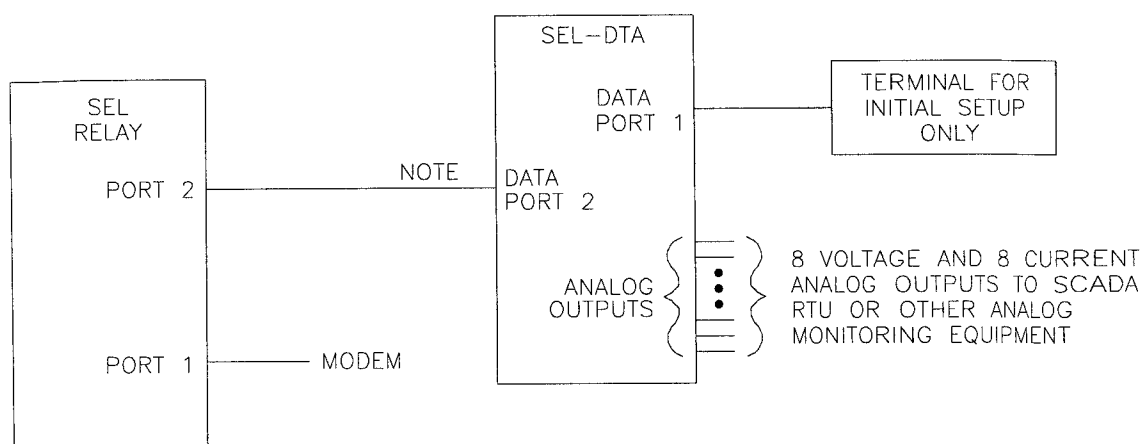 SEL-DTA
SEL
RELAY
DATA
PORT 1
TERMINAL FOR
INITIAL SETUP
ONLY
PORT 2
NOTE
DATA
PORT 2
ANALOG
OUTPUTS
8 VOLTAGE AND 8 CURRENT
ANALOG OUTPUTS TO SCADA
RTU OR OTHER ANALOG
MONITORING EQUIPMENT
PORT 1
MODEM